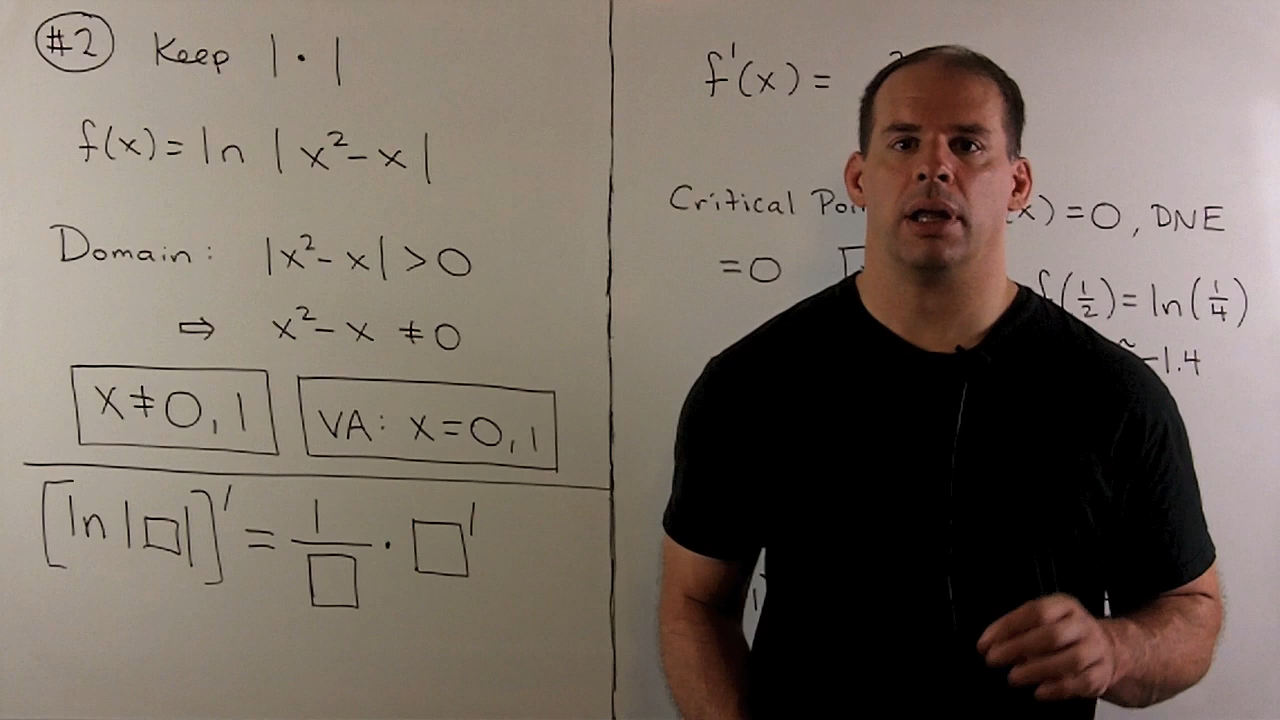 #2 Keep |·|
f(x) = ln |x²-x|
Domain: |x²-x| > 0
⇒ x²-x ≠ 0
x ≠ 0, 1
VA: x = 0, 1
[ln |□|]' = 1/□ · □'
f'(x) =
Critical
x) = 0, DNE
= 0
f(1/2) = ln(1/4)
≈ -1.4